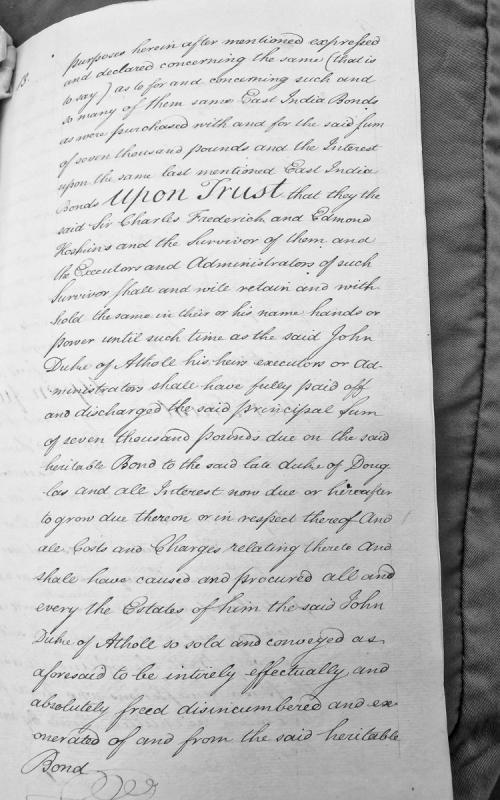 13.
purposes herein after mentioned expressed
and declared concerning the same (that is
to say) as to for and concerning such and
so many of them same East India Bonds
as were purchased with and for the said sum
of seven thousand pounds and the Interest
upon the same last mentioned East India
Bonds Upon Trust that they the
said Sir Charles Frederick and Edmond
Hoskins and the Survivor of them and
the Executors and Administrators of such
Survivor shall and will retain and with-
hold the same in their or his name hands or
power until such time as the said John
Duke of Atholl his heirs executors or Ad-
ministrators shall have fully paid off
and discharged the said principal sum
of seven thousand pounds due on the said
heritable Bond to the said late duke of Doug
las and all Interest now due or hereafter
to grow due thereon or in respect thereof And
all Costs and Charges relating thereto And
shall have caused and procured all and
every the Estates of him the said John
Duke of Atholl so sold and conveyed as
aforesaid to be intirely effectually and
absolutely freed disincumbered and ex
onerated of and from the said heritable
Bond